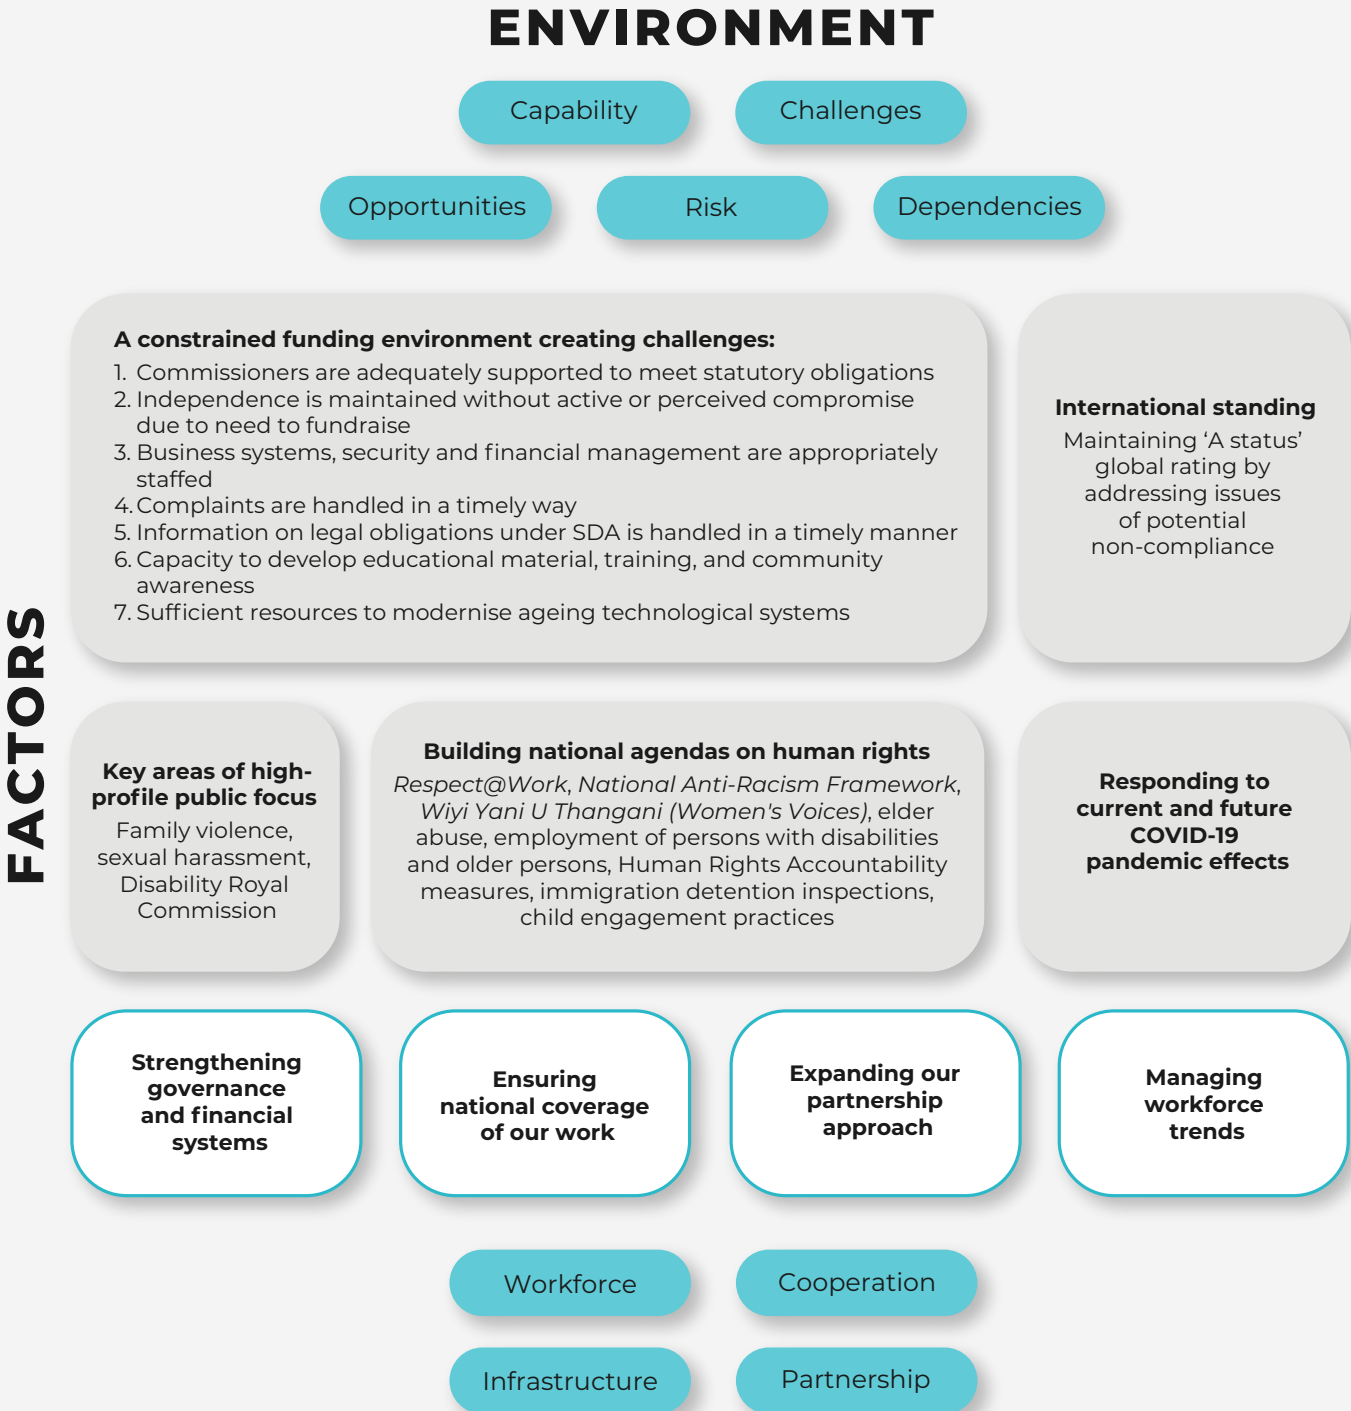 ENVIRONMENT
Capability
Challenges
Opportunities
Risk
Dependencies
FACTORS
A constrained funding environment creating challenges:
1. Commissioners are adequately supported to meet statutory obligations
2. Independence is maintained without active or perceived compromise
due to need to fundraise
3. Business systems, security and financial management are appropriately
staffed
4. Complaints are handled in a timely way
5. Information on legal obligations under SDA is handled in a timely manner
6. Capacity to develop educational material, training, and community
awareness
7. Sufficient resources to modernise ageing technological systems
International standing
Maintaining ‘A status’
global rating by
addressing issues
of potential
non-compliance
Key areas of high-
profile public focus
Family violence,
sexual harassment,
Disability Royal
Commission
Building national agendas on human rights
Respect@Work, National Anti-Racism Framework,
Wiyi Yani U Thangani (Women's Voices), elder
abuse, employment of persons with disabilities
and older persons, Human Rights Accountability
measures, immigration detention inspections,
child engagement practices
Responding to
current and future
COVID-19
pandemic effects
Strengthening
governance
and financial
systems
Ensuring
national coverage
of our work
Expanding our
partnership
approach
Managing
workforce
trends
Workforce
Cooperation
Infrastructure
Partnership